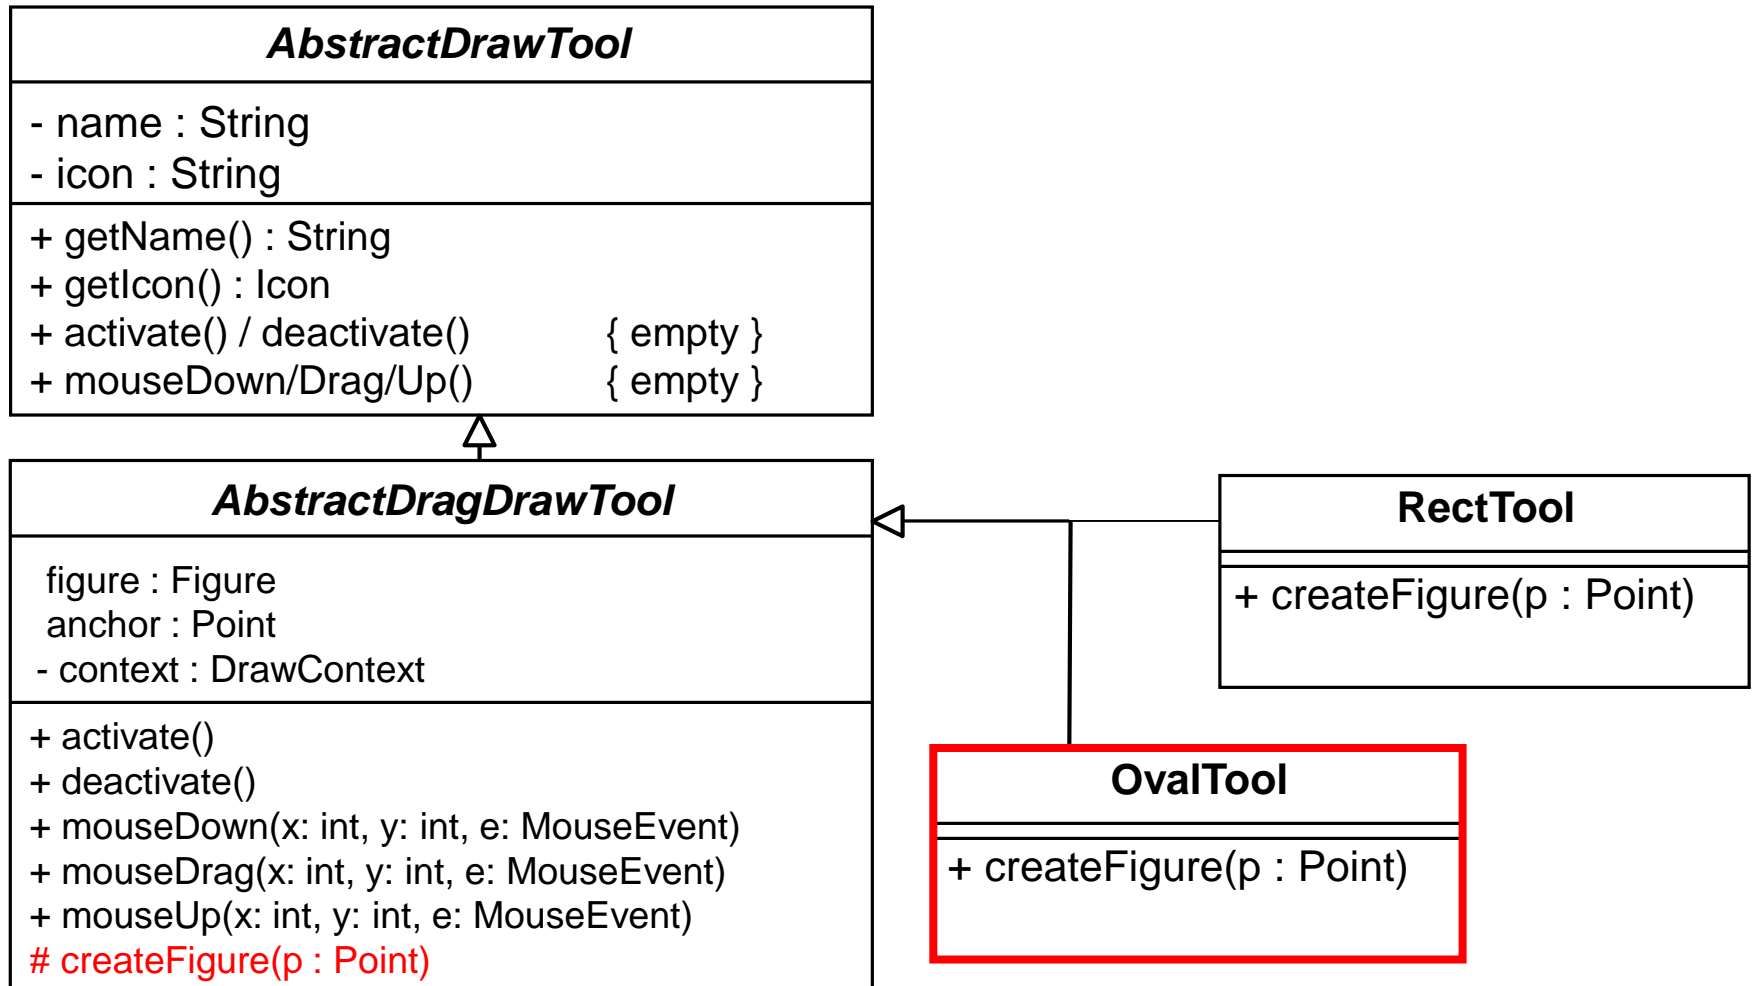 AbstractDrawTool
- name : String
- icon : String
+ getName() : String
+ getIcon() : Icon
+ activate() / deactivate() { empty }
+ mouseDown/Drag/Up() { empty }
AbstractDragDrawTool
figure : Figure
anchor : Point
- context : DrawContext
+ activate()
+ deactivate()
+ mouseDown(x: int, y: int, e: MouseEvent)
+ mouseDrag(x: int, y: int, e: MouseEvent)
+ mouseUp(x: int, y: int, e: MouseEvent)
# createFigure(p : Point)
RectTool
+ createFigure(p : Point)
OvalTool
+ createFigure(p : Point)